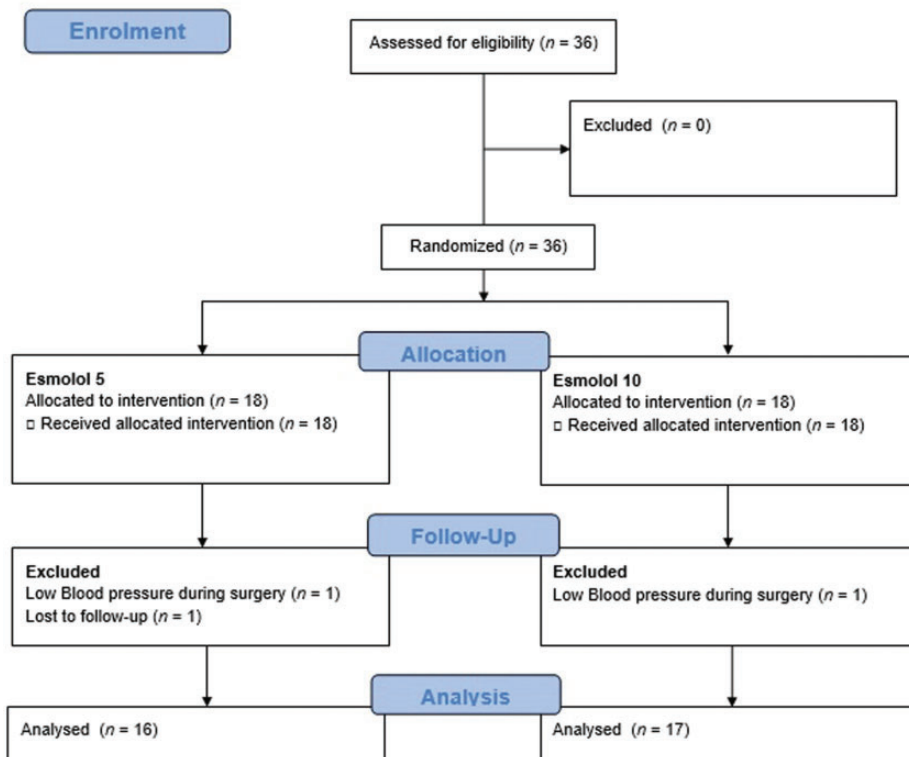 Enrolment
Assessed for eligibility (n = 36)
Excluded (n = 0)
Randomized (n = 36)
Allocation
Esmolol 5
Allocated to intervention (n = 18)
□ Received allocated intervention (n = 18)
Esmolol 10
Allocated to intervention (n = 18)
□ Received allocated intervention (n = 18)
Follow-Up
Excluded
Low Blood pressure during surgery (n = 1)
Lost to follow-up (n = 1)
Excluded
Low Blood pressure during surgery (n = 1)
Analysis
Analysed (n = 16)
Analysed (n = 17)